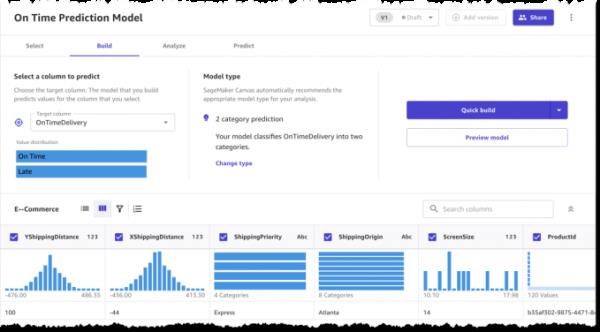 On Time Prediction Model
V1 Draft Add version Share
Select Build Analyze Predict
Select a column to predict
Choose the target column. The model that you build
predicts values for the column that you select.
Target column
OnTimeDelivery
Value distribution
On Time
Late
Model type
SageMaker Canvas automatically recommends the
appropriate model type for your analysis.
2 category prediction
Your model classifies OnTimeDelivery into two
categories.
Change type
Quick build
Preview model
E--Commerce Search columns
YShippingDistance 123 XShippingDistance 123 ShippingPriority Abc ShippingOrigin Abc ScreenSize 123 ProductId
-476.00 486.35 -436.00 413.30 4 Categories 8 Categories 10.10 17.98 120 Values
100 -44 Express Atlanta 14